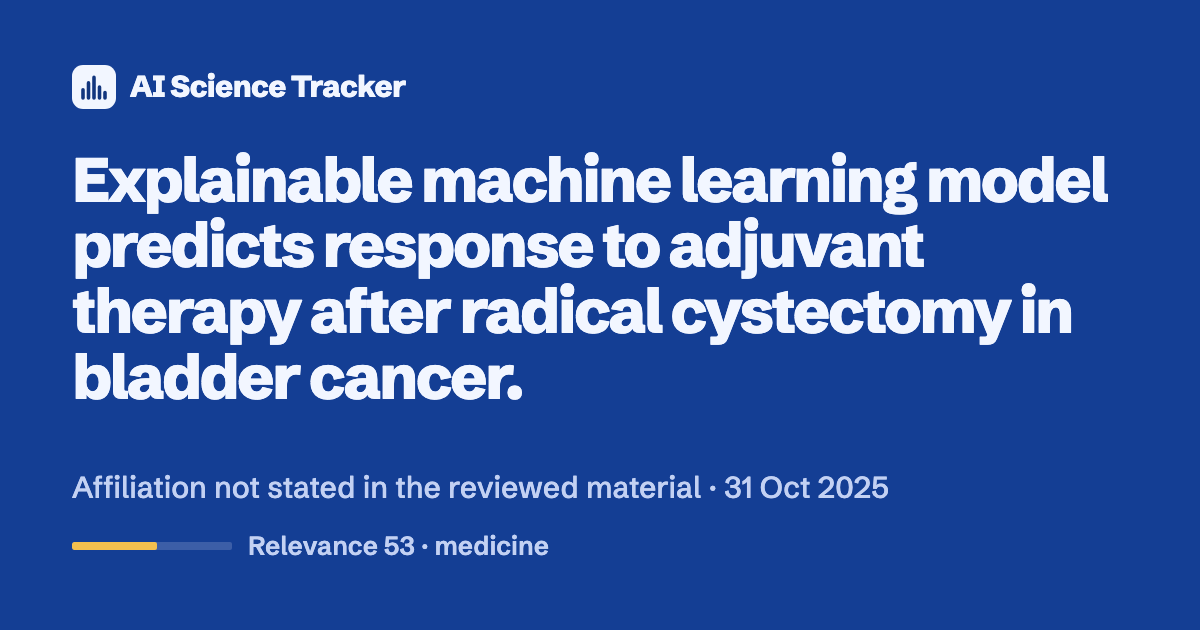 AI Science Tracker
Explainable machine learning model
predicts response to adjuvant
therapy after radical cystectomy in
bladder cancer.
Affiliation not stated in the reviewed material · 31 Oct 2025
Relevance 53 · medicine